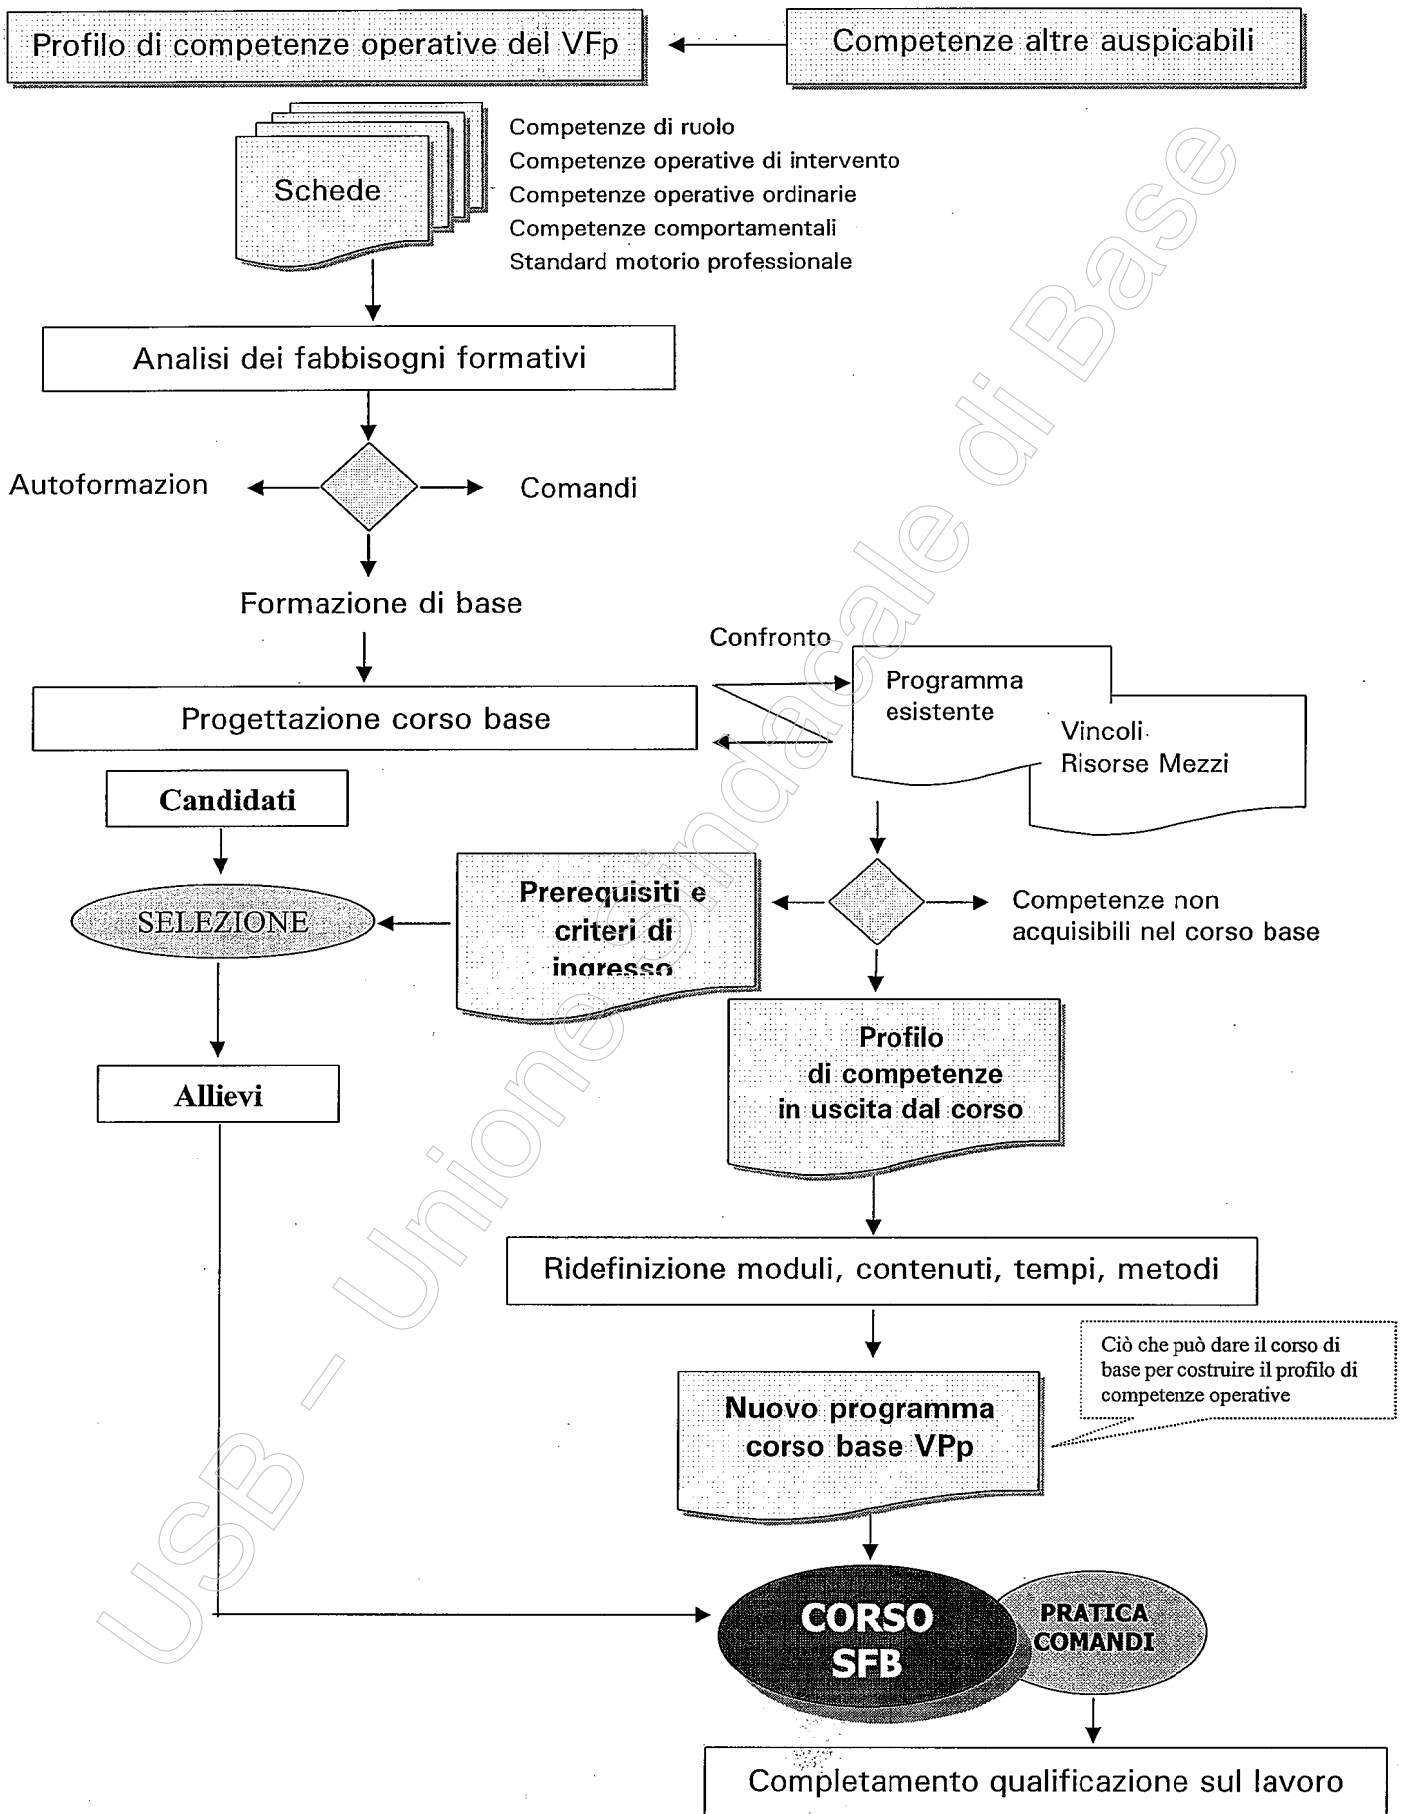 Profilo di competenze operative del VFp
Competenze altre auspicabili
Schede
Competenze di ruolo
Competenze operative di intervento
Competenze operative ordinarie
Competenze comportamentali
Standard motorio professionale
Analisi dei fabbisogni formativi
Autoformazion
Comandi
Formazione di base
Confronto
Progettazione corso base
Programma
esistente
Vincoli
Risorse Mezzi
Candidati
SELEZIONE
Prerequisiti e
criteri di
ingresso
Competenze non
acquisibili nel corso base
Allievi
Profilo
di competenze
in uscita dal corso
Ridefinizione moduli, contenuti, tempi, metodi
Ciò che può dare il corso di
base per costruire il profilo di
competenze operative
Nuovo programma
corso base VPp
CORSO
SFB
PRATICA
COMANDI
Completamento qualificazione sul lavoro
USB – Unione Sindacale di Base